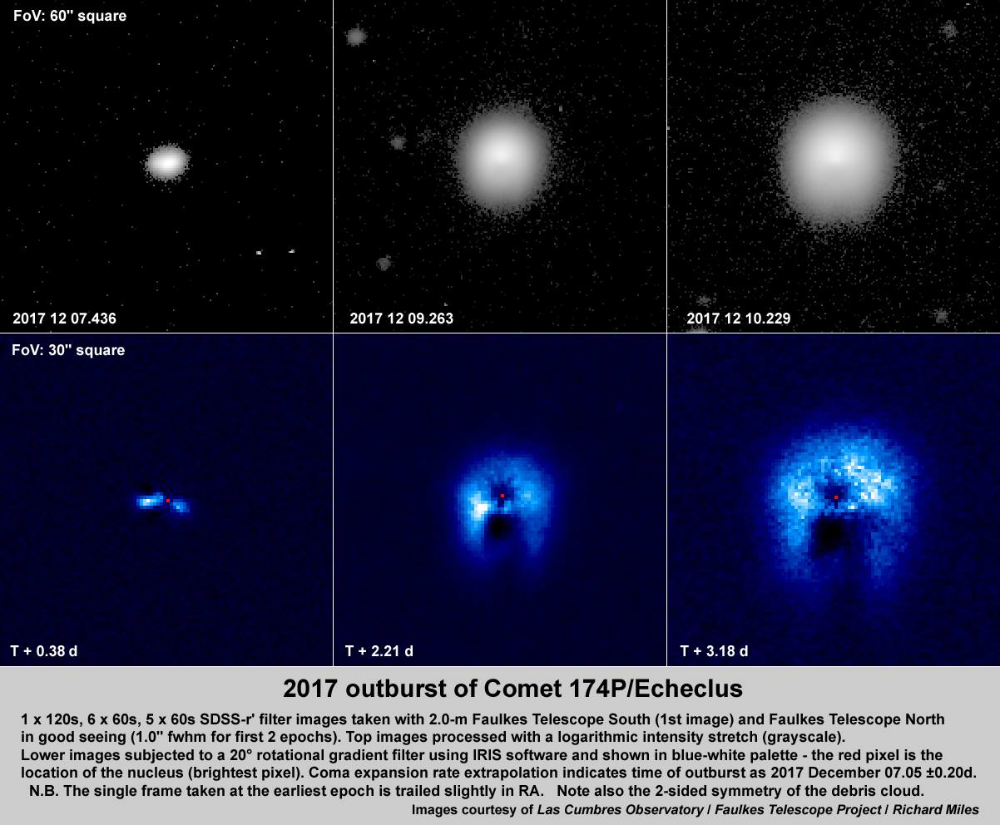 FoV: 60" square
2017 12 07.436
2017 12 09.263
2017 12 10.229
FoV: 30" square
T + 0.38 d
T + 2.21 d
T + 3.18 d
2017 outburst of Comet 174P/Echeclus
1 x 120s, 6 x 60s, 5 x 60s SDSS-r' filter images taken with 2.0-m Faulkes Telescope South (1st image) and Faulkes Telescope North
in good seeing (1.0" fwhm for first 2 epochs). Top images processed with a logarithmic intensity stretch (grayscale).
Lower images subjected to a 20° rotational gradient filter using IRIS software and shown in blue-white palette - the red pixel is the
location of the nucleus (brightest pixel). Coma expansion rate extrapolation indicates time of outburst as 2017 December 07.05 ±0.20d.
N.B. The single frame taken at the earliest epoch is trailed slightly in RA. Note also the 2-sided symmetry of the debris cloud.
Images courtesy of Las Cumbres Observatory / Faulkes Telescope Project / Richard Miles